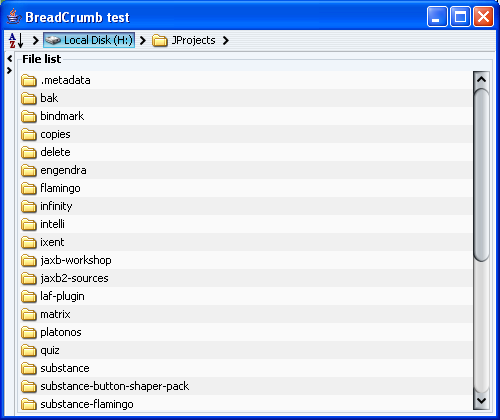 BreadCrumb test
A Z Local Disk (H:) JProjects
File list
.metadata
bak
bindmark
copies
delete
engendra
flamingo
infinity
intelli
ixent
jaxb-workshop
jaxb2-sources
laf-plugin
matrix
platonos
quiz
substance
substance-button-shaper-pack
substance-flamingo